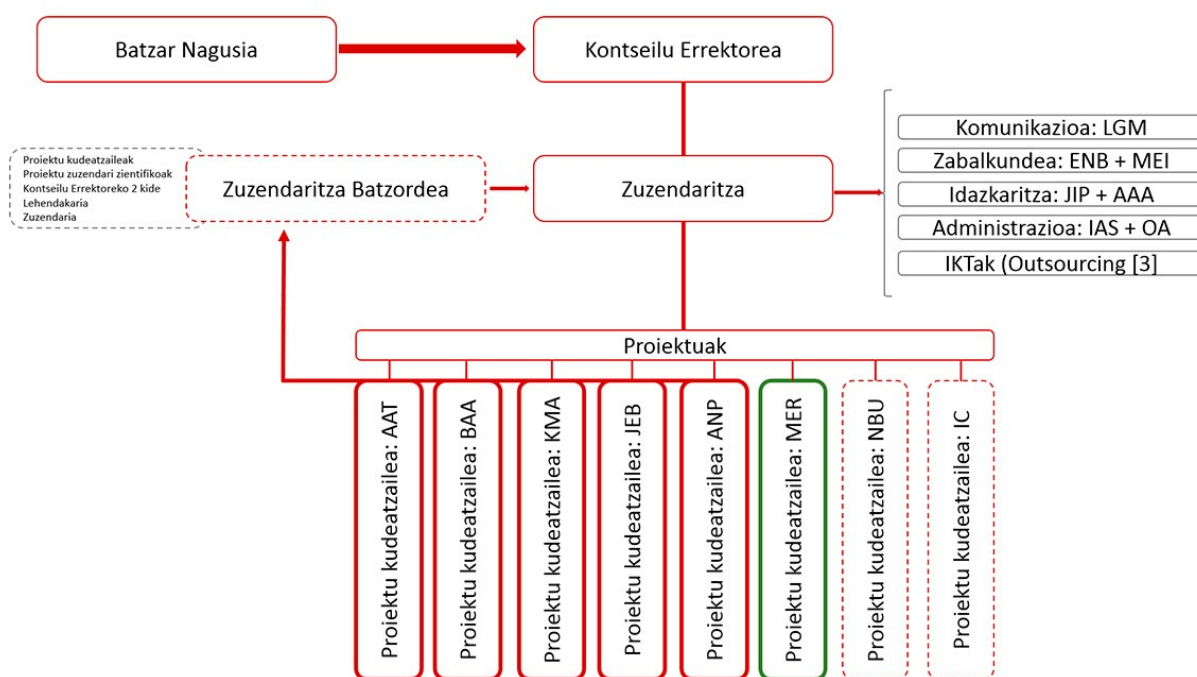 Batzar Nagusia
Kontseilu Errektorea
Proiektu kudeatzaileak
Proiektu zuzendari zientifikoak
Kontseilu Errektoreko 2 kide
Lehendakaria
Zuzendaria
Zuzendaritza Batzordea
Zuzendaritza
Komunikazioa: LGM
Zabalkundea: ENB + MEI
Idazkaritza: JIP + AAA
Administrazioa: IAS + OA
IKTak (Outsourcing [3]
Proiektuak
Proiektu kudeatzailea: AAT
Proiektu kudeatzailea: BAA
Proiektu kudeatzailea: KMA
Proiektu kudeatzailea: JEB
Proiektu kudeatzailea: ANP
Proiektu kudeatzailea: MER
Proiektu kudeatzailea: NBU
Proiektu kudeatzailea: IC